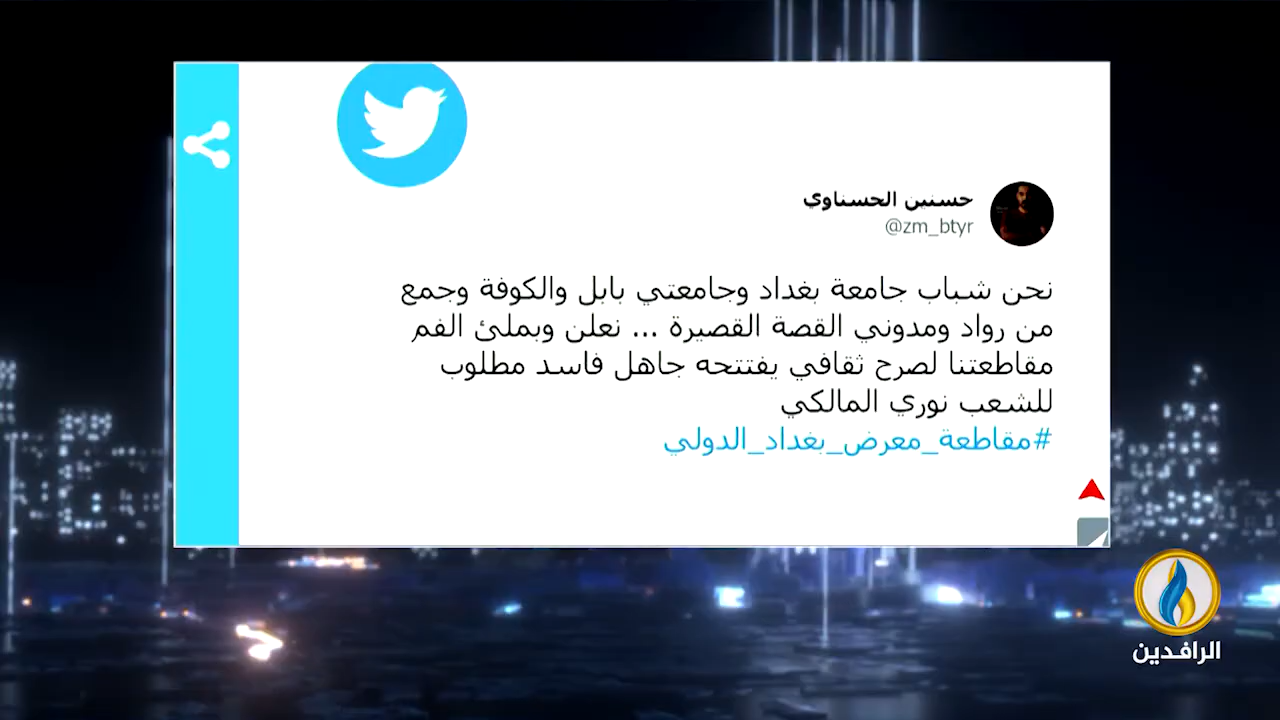 حسنين الحسناوي
@zm_btyr
نحن شباب جامعة بغداد وجامعتي بابل والكوفة وجمع
من رواد ومدوني القصة القصيرة ... نعلن وبملئ الفم
مقاطعتنا لصرح ثقافي يفتتحه جاهل فاسد مطلوب
للشعب نوري المالكي
#مقاطعة_معرض_بغداد_الدولي
الرافدين